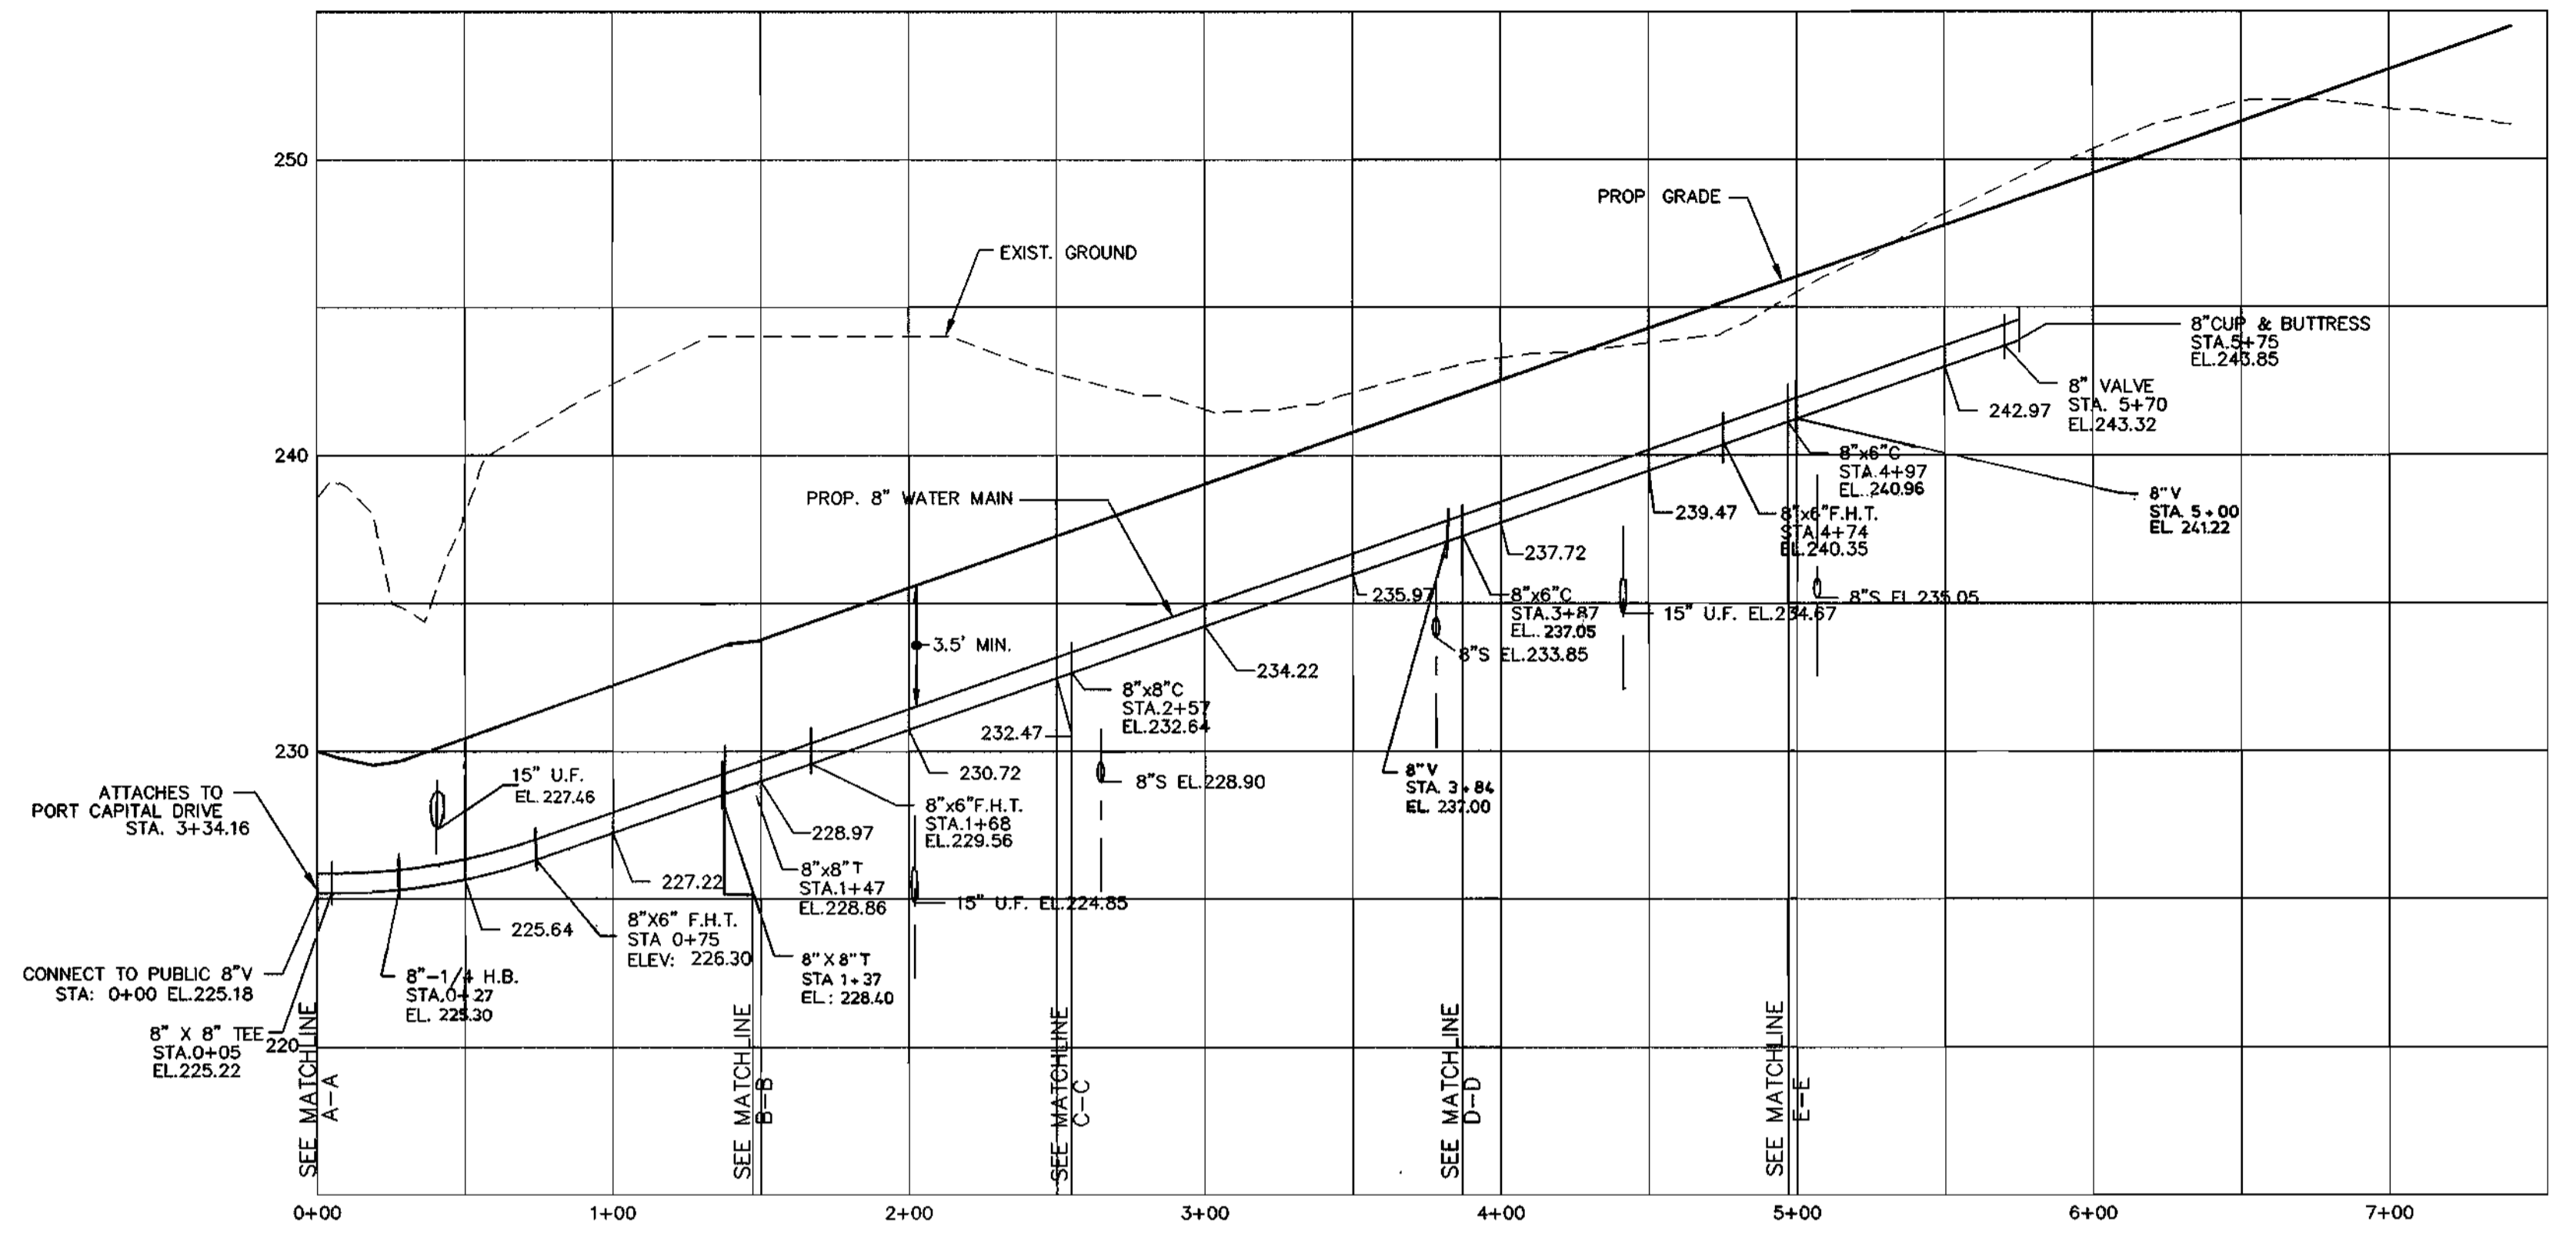 250
240
230
220
PROP GRADE
EXIST. GROUND
PROP. 8" WATER MAIN
3.5' MIN.
8"CUP & BUTTRESS
STA.5+75
EL.243.85
8" VALVE
STA. 5+70
EL.243.32
242.97
8"x6"C
STA.4+97
EL..240.96
8"V
STA. 5+00
EL. 241.22
8"x6"F.H.T.
STA.4+74
EL.240.35
239.47
237.72
235.97
8"x6"C
STA.3+87
EL.. 237.05
15" U.F. EL.234.67
8"S EL.235.05
8"S EL.233.85
234.22
8"x8"C
STA.2+57
EL.232.64
232.47
8"S EL.228.90
8"V
STA. 3+84
EL. 237.00
230.72
8"x6"F.H.T.
STA.1+68
EL.229.56
228.97
8"x8"T
STA.1+47
EL.228.86
15" U.F. EL.224.85
15" U.F.
EL. 227.46
ATTACHES TO
PORT CAPITAL DRIVE
STA. 3+34.16
227.22
225.64
8"X6" F.H.T.
STA 0+75
ELEV: 226.30
8"X 8"T
STA 1+37
EL.: 228.40
CONNECT TO PUBLIC 8"V
STA: 0+00 EL.225.18
8"-1/4 H.B.
STA.0+27
EL. 225.30
8" X 8" TEE
STA.0+05
EL.225.22
SEE MATCHLINE
A-A
SEE MATCHLINE
B-B
SEE MATCHLINE
C-C
SEE MATCHLINE
D-D
SEE MATCHLINE
E-E
0+00
1+00
2+00
3+00
4+00
5+00
6+00
7+00